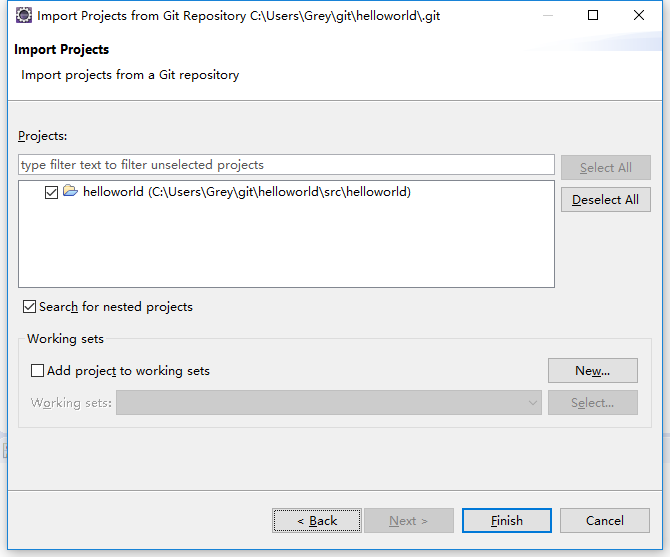 Import Projects from Git Repository C:\Users\Grey\git\helloworld\.git
Import Projects
Import projects from a Git repository
Projects:
type filter text to filter unselected projects
Select All
helloworld (C:\Users\Grey\git\helloworld\src\helloworld)
Deselect All
Search for nested projects
Working sets
Add project to working sets
New...
Working sets:
Select...
< Back
Next >
Finish
Cancel